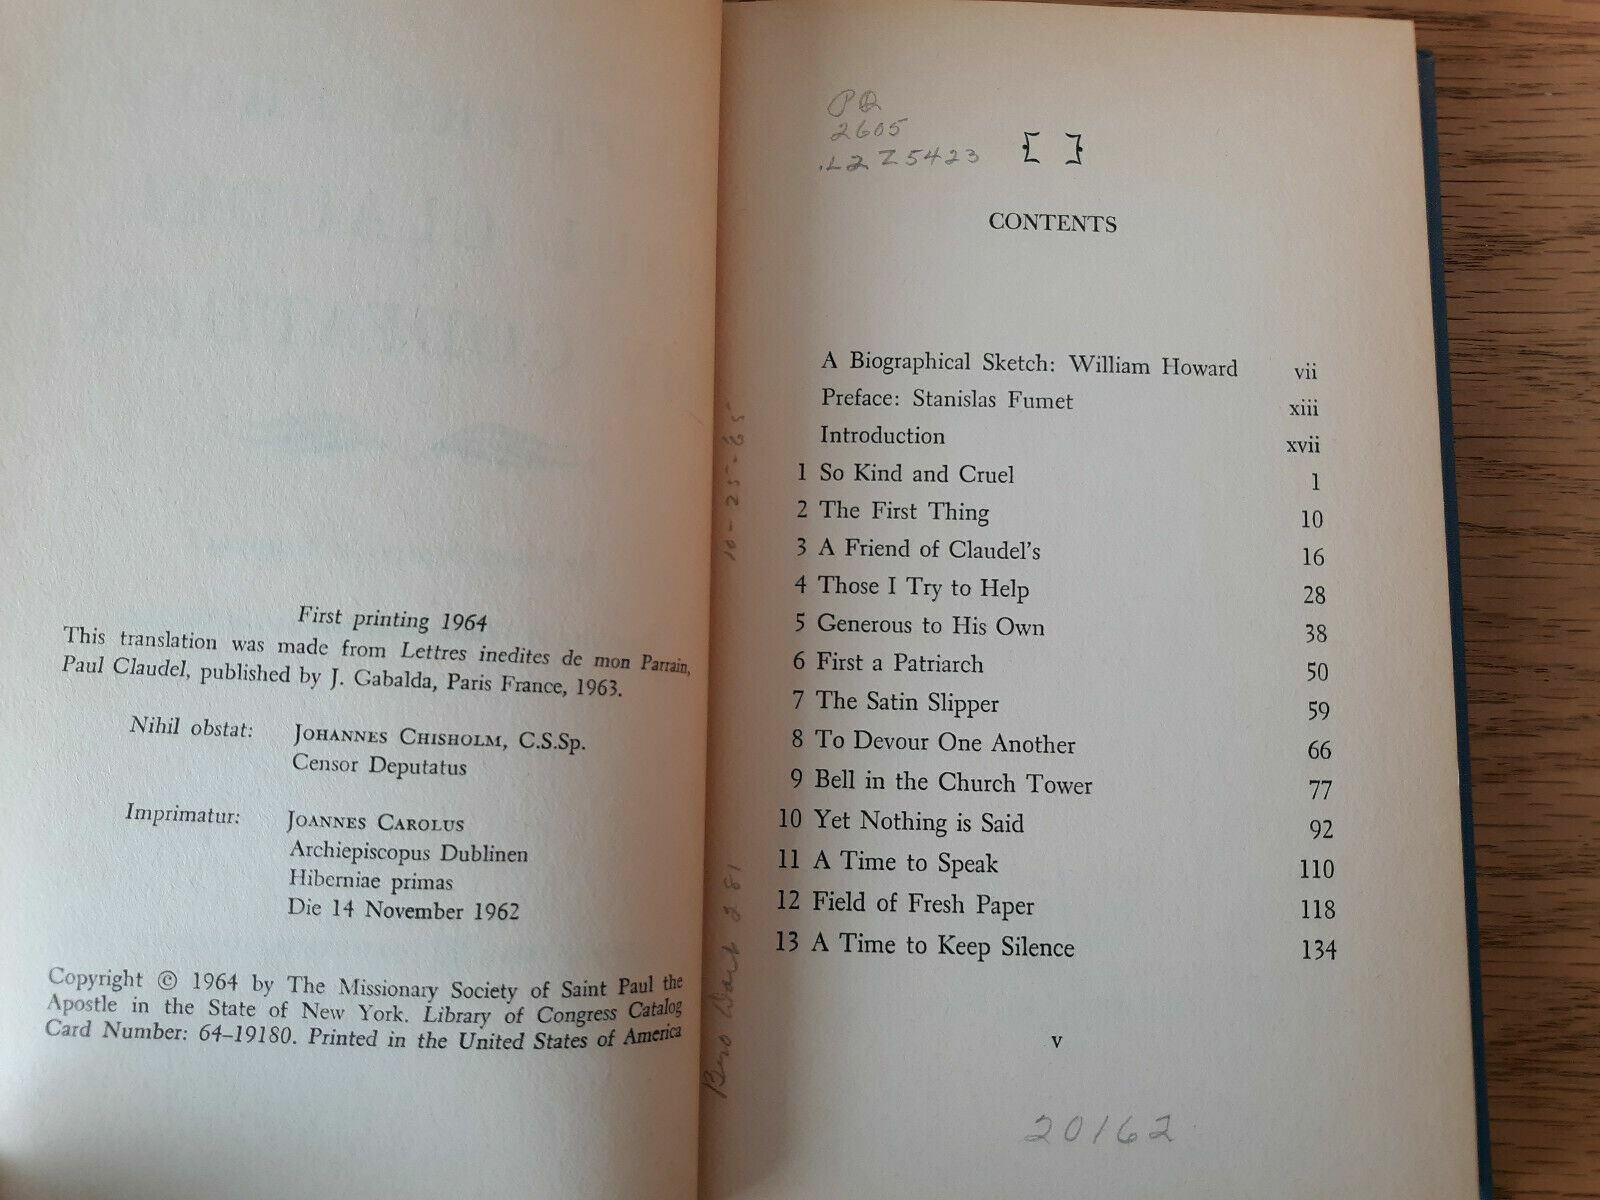 First printing 1964
This translation was made from Lettres inedites de mon Parrain,
Paul Claudel, published by J. Gabalda, Paris France, 1963.
Nihil obstat: JOHANNES CHISHOLM, C.S.Sp.
Censor Deputatus
Imprimatur: JOANNES CAROLUS
Archiepiscopus Dublinen
Hiberniae primas
Die 14 November 1962
Copyright © 1964 by The Missionary Society of Saint Paul the
Apostle in the State of New York. Library of Congress Catalog
Card Number: 64-19180. Printed in the United States of America
10-25-65
PQ
2605
.L2 Z5423
{ }
CONTENTS
A Biographical Sketch: William Howard vii
Preface: Stanislas Fumet xiii
Introduction xvii
1 So Kind and Cruel 1
2 The First Thing 10
3 A Friend of Claudel's 16
4 Those I Try to Help 28
5 Generous to His Own 38
6 First a Patriarch 50
7 The Satin Slipper 59
8 To Devour One Another 66
9 Bell in the Church Tower 77
10 Yet Nothing is Said 92
11 A Time to Speak 110
12 Field of Fresh Paper 118
13 A Time to Keep Silence 134
v
20162